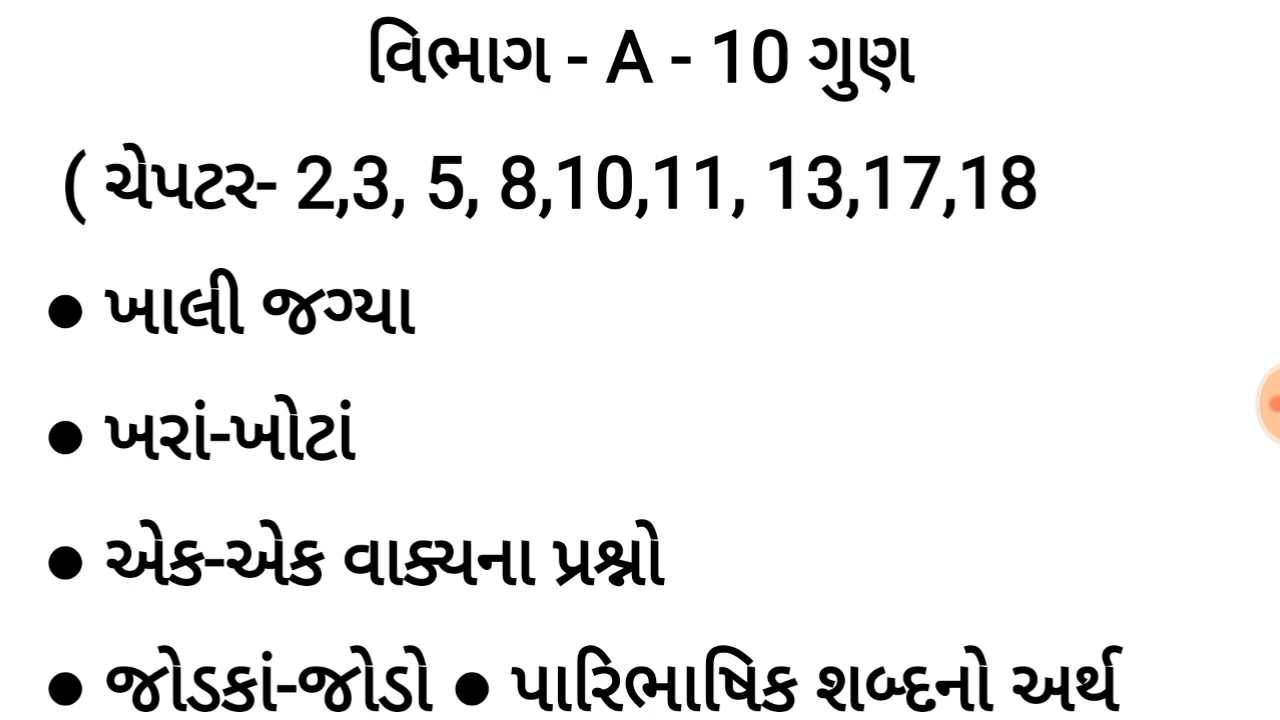 વિભાગ - A - 10 ગુણ
( ચેપટર- 2,3, 5, 8,10,11, 13,17,18
● ખાલી જગ્યા
● ખરાં-ખોટાં
● એક-એક વાક્યના પ્રશ્નો
● જોડકાં-જોડો ● પારિભાષિક શબ્દનો અર્થ